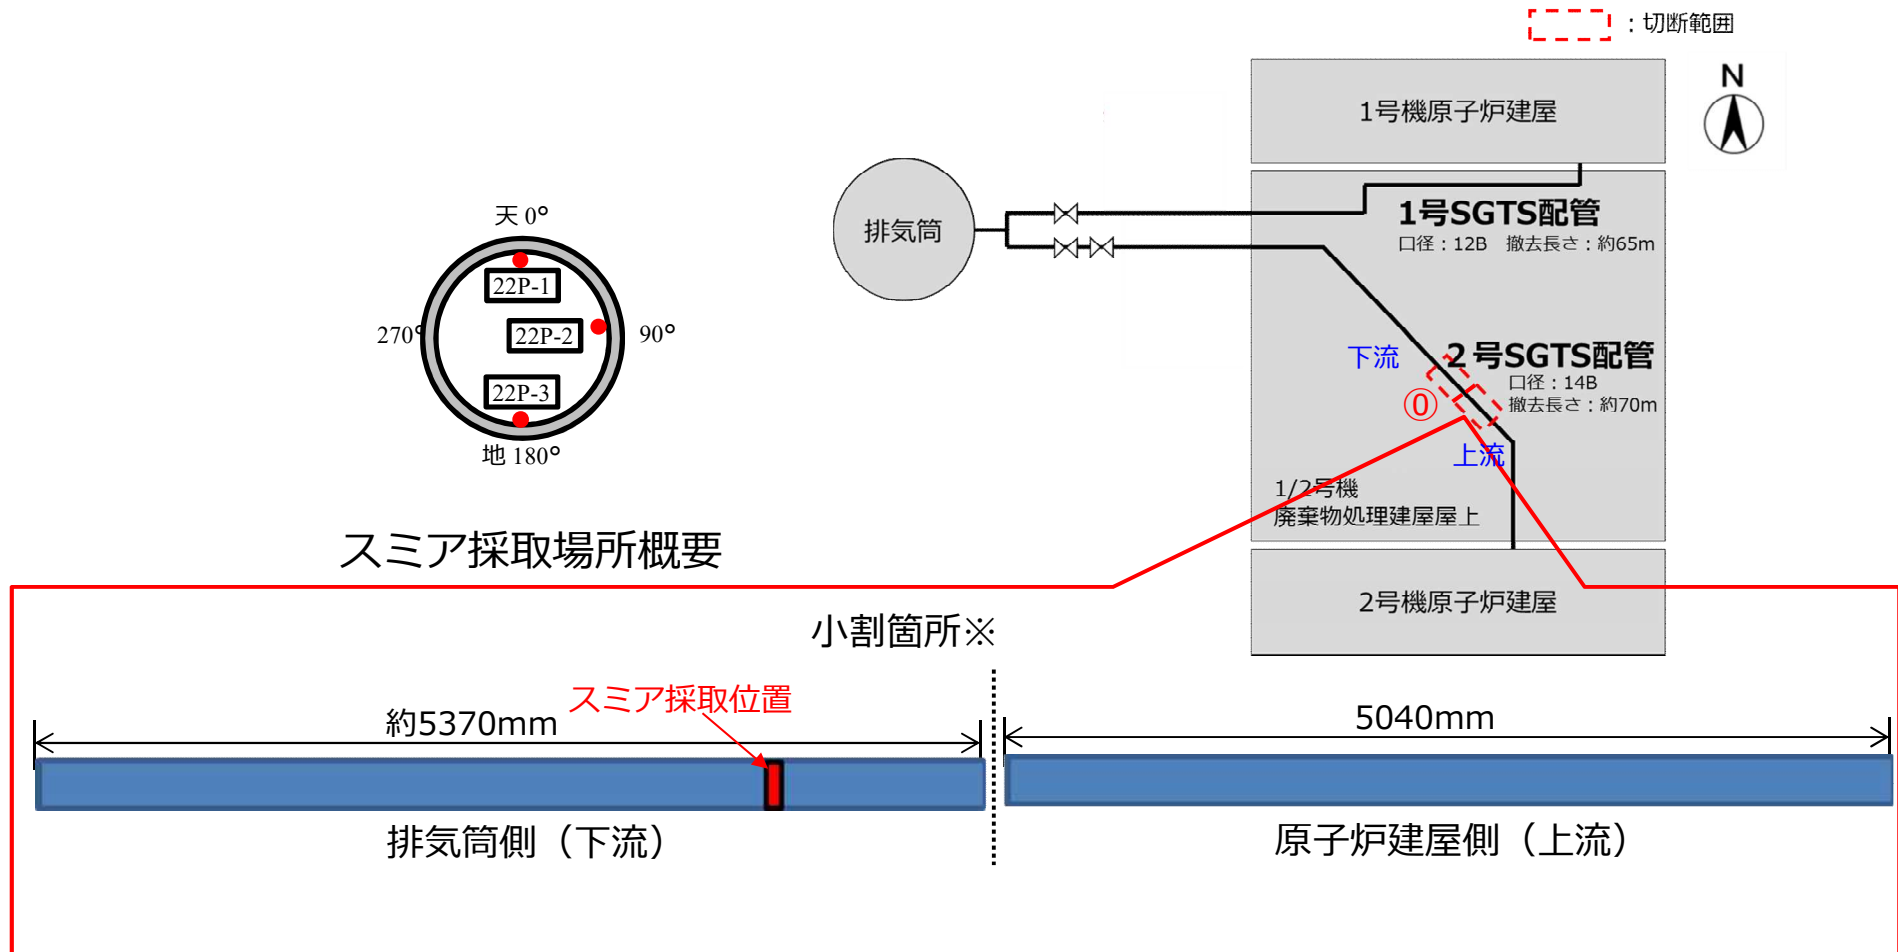 ：切断範囲
N
1号機原子炉建屋
排気筒
1号SGTS配管
口径：12B　撤去長さ：約65m
天 0°
22P-1
270°
22P-2
90°
22P-3
地 180°
下流
２号SGTS配管
口径：14B
撤去長さ：約70m
⓪
上流
1/2号機
廃棄物処理建屋屋上
スミア採取場所概要
2号機原子炉建屋
小割箇所※
スミア採取位置
約5370mm
5040mm
排気筒側（下流）
原子炉建屋側（上流）